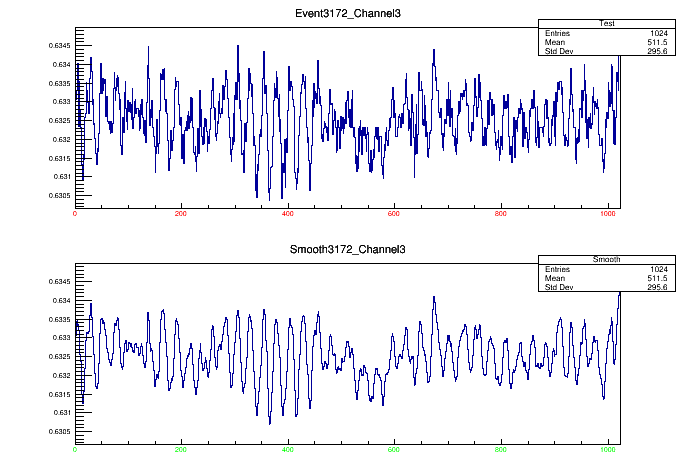 Event3172_Channel3
Test
Entries 1024
Mean 511.5
Std Dev 295.6
0.6345
0.634
0.6335
0.633
0.6325
0.632
0.6315
0.631
0.6305
0 200 400 600 800 1000
Smooth3172_Channel3
Smooth
Entries 1024
Mean 511.5
Std Dev 295.6
0.6345
0.634
0.6335
0.633
0.6325
0.632
0.6315
0.631
0.6305
0 200 400 600 800 1000